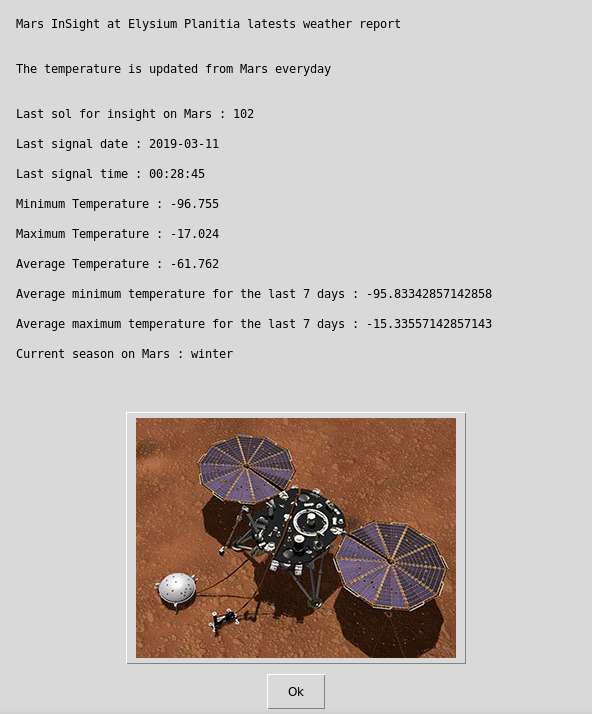 Mars InSight at Elysium Planitia latests weather report
The temperature is updated from Mars everyday
Last sol for insight on Mars : 102
Last signal date : 2019-03-11
Last signal time : 00:28:45
Minimum Temperature : -96.755
Maximum Temperature : -17.024
Average Temperature : -61.762
Average minimum temperature for the last 7 days : -95.83342857142858
Average maximum temperature for the last 7 days : -15.33557142857143
Current season on Mars : winter
Ok